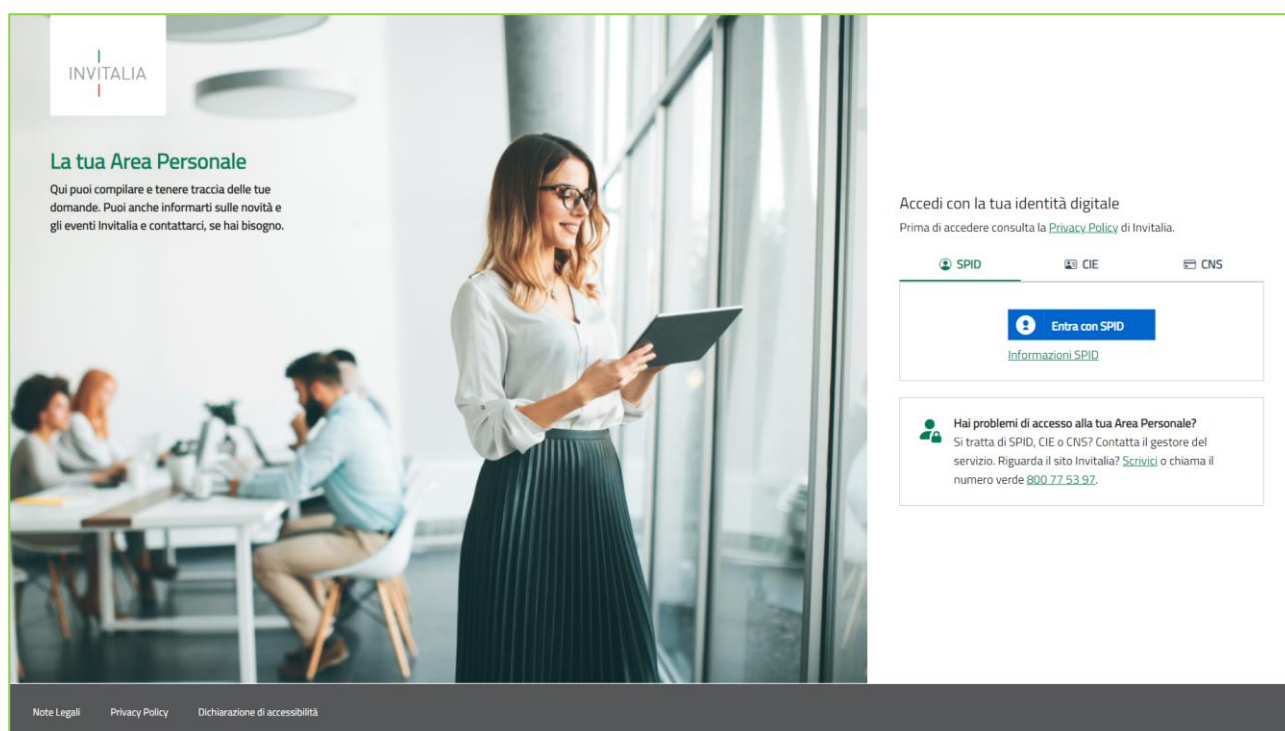 INVITALIA
La tua Area Personale
Qui puoi compilare e tenere traccia delle tue
domande. Puoi anche informarti sulle novità e
gli eventi Invitalia e contattarci, se hai bisogno.
Accedi con la tua identità digitale
Prima di accedere consulta la Privacy Policy di Invitalia.
SPID CIE CNS
Entra con SPID
Informazioni SPID
Hai problemi di accesso alla tua Area Personale?
Si tratta di SPID, CIE o CNS? Contatta il gestore del
servizio. Riguarda il sito Invitalia? Scrivici o chiama il
numero verde 800 77 53 97.
Note Legali Privacy Policy Dichiarazione di accessibilità